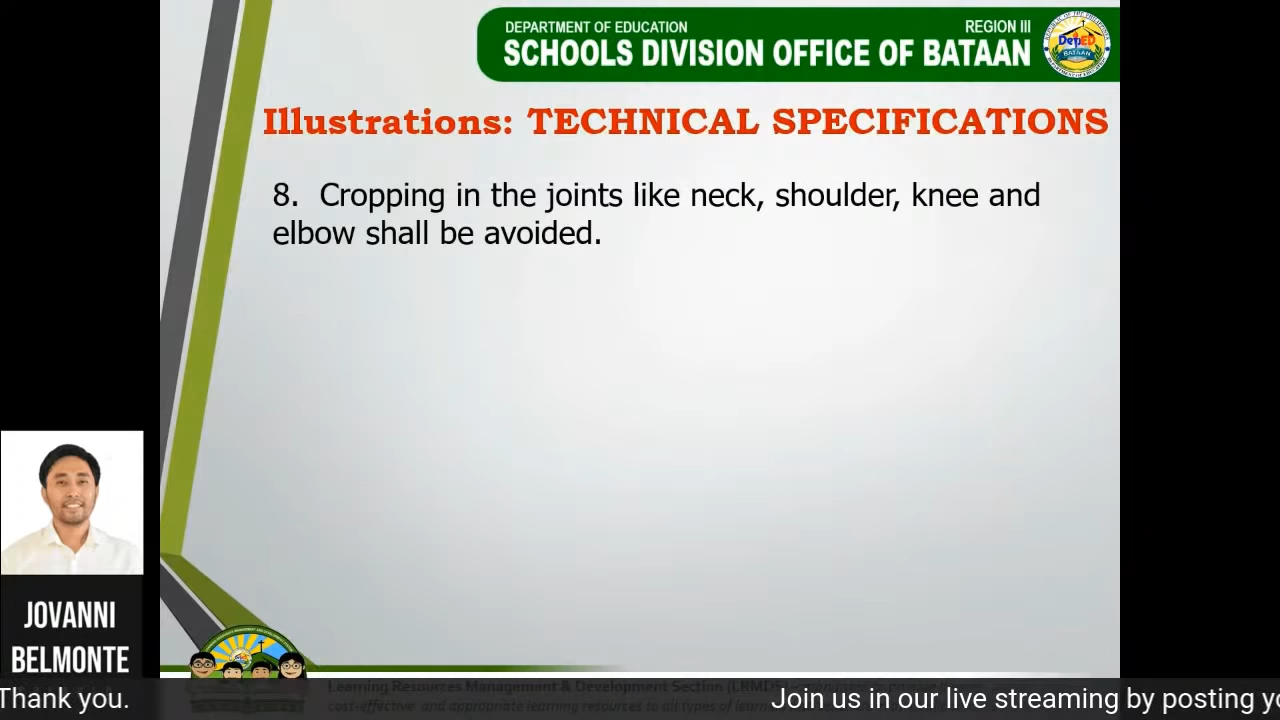 DEPARTMENT OF EDUCATION
REGION III
SCHOOLS DIVISION OFFICE OF BATAAN
DepED
BATAAN
Illustrations: TECHNICAL SPECIFICATIONS
8. Cropping in the joints like neck, shoulder, knee and
elbow shall be avoided.
JOVANNI
BELMONTE
Learning Resources Management & Development Section (LRMDS)
cost-effective and appropriate learning resources to all types of
Thank you.
Join us in our live streaming by posting